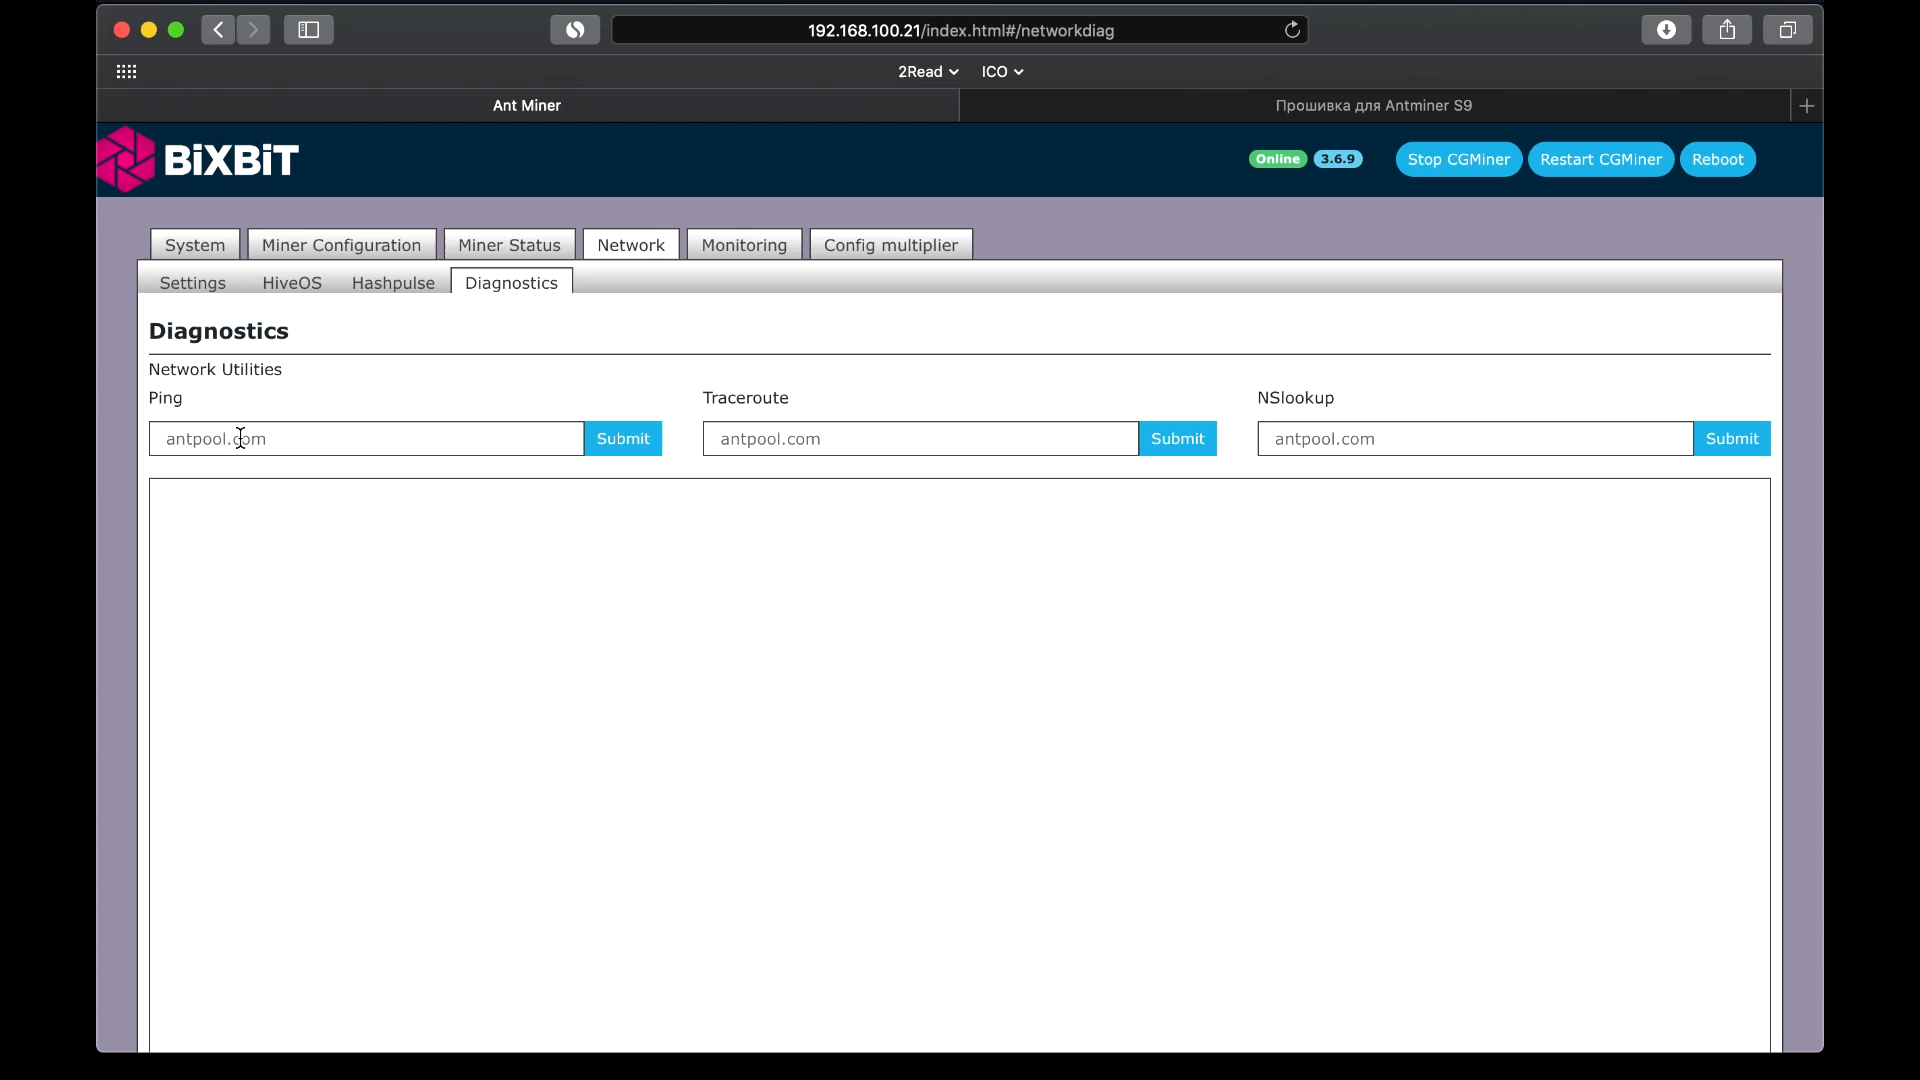 192.168.100.21/index.html#/networkdiag
2Read ICO
Ant Miner Прошивка для Antminer S9
BiXBiT Online 3.6.9 Stop CGMiner Restart CGMiner Reboot
System Miner Configuration Miner Status Network Monitoring Config multiplier
Settings HiveOS Hashpulse Diagnostics
Diagnostics
Network Utilities
Ping Traceroute NSlookup
antpool.com Submit antpool.com Submit antpool.com Submit